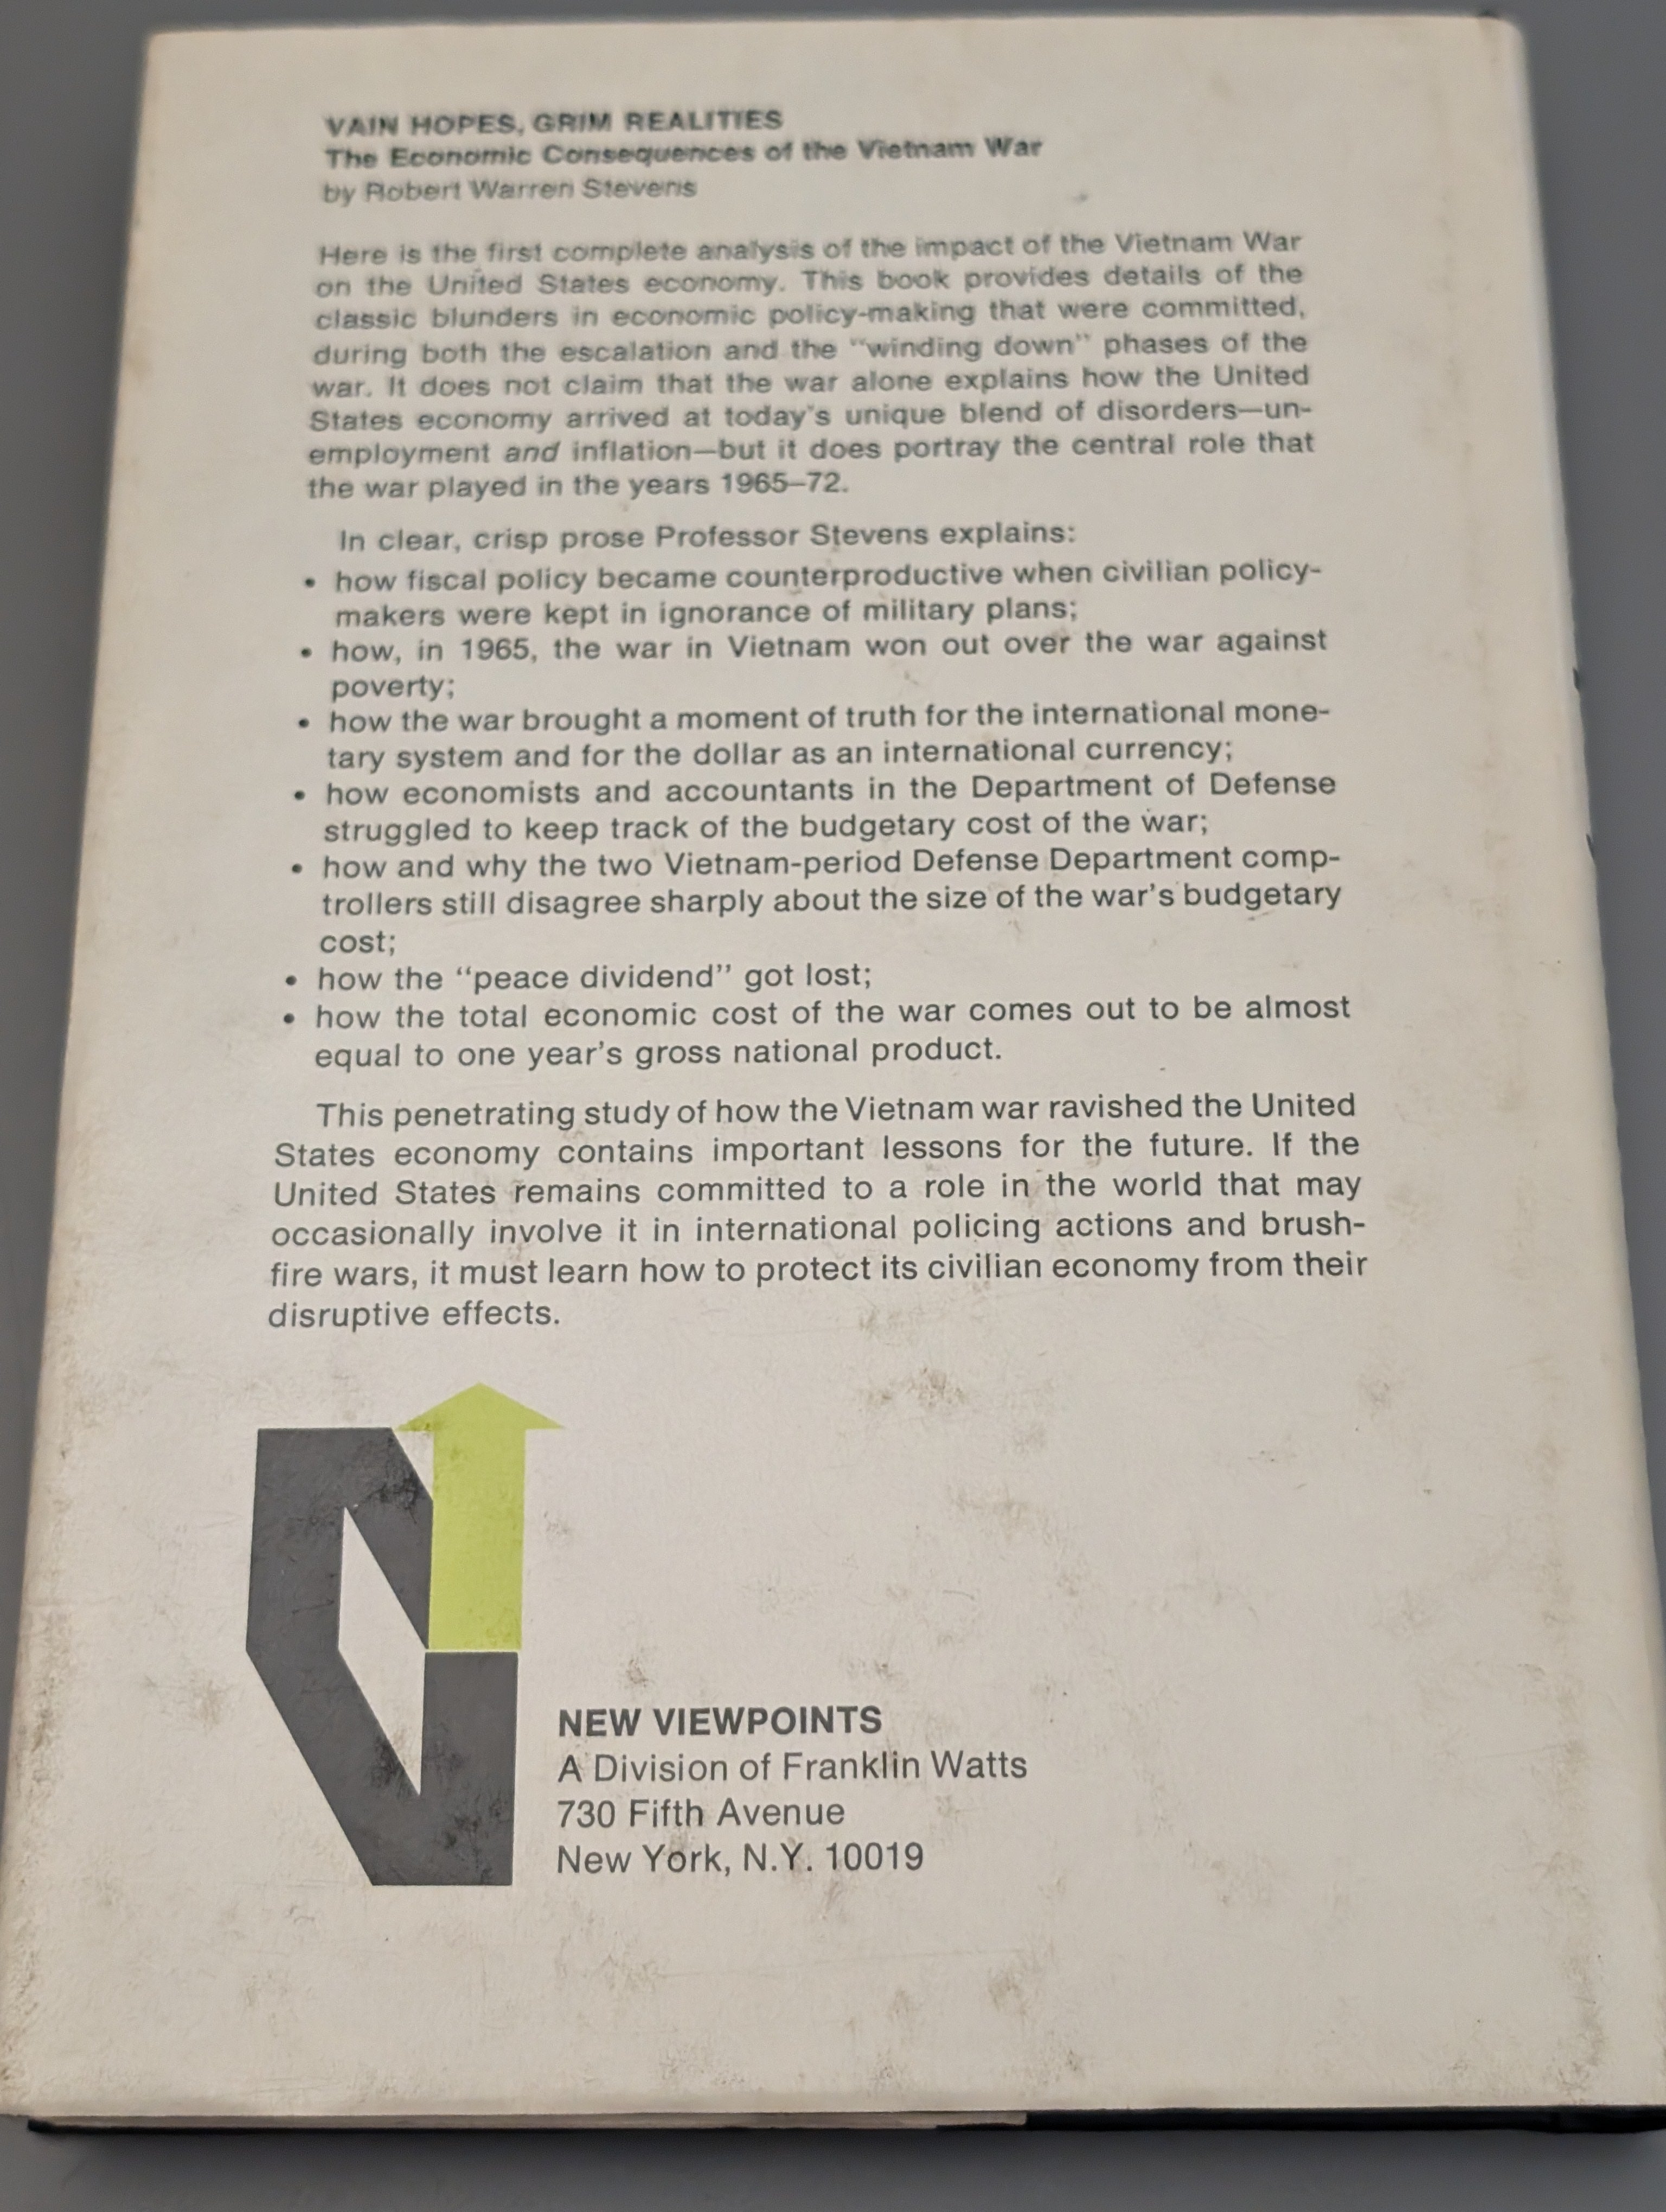 VAIN HOPES, GRIM REALITIES
The Economic Consequences of the Vietnam War
by Robert Warren Stevens
Here is the first complete analysis of the impact of the Vietnam War
on the United States economy. This book provides details of the
classic blunders in economic policy-making that were committed,
during both the escalation and the “winding down” phases of the
war. It does not claim that the war alone explains how the United
States economy arrived at today's unique blend of disorders—un-
employment and inflation—but it does portray the central role that
the war played in the years 1965–72.
In clear, crisp prose Professor Stevens explains:
• how fiscal policy became counterproductive when civilian policy-
makers were kept in ignorance of military plans;
• how, in 1965, the war in Vietnam won out over the war against
poverty;
• how the war brought a moment of truth for the international mone-
tary system and for the dollar as an international currency;
• how economists and accountants in the Department of Defense
struggled to keep track of the budgetary cost of the war;
• how and why the two Vietnam-period Defense Department comp-
trollers still disagree sharply about the size of the war's budgetary
cost;
• how the “peace dividend” got lost;
• how the total economic cost of the war comes out to be almost
equal to one year's gross national product.
This penetrating study of how the Vietnam war ravished the United
States economy contains important lessons for the future. If the
United States remains committed to a role in the world that may
occasionally involve it in international policing actions and brush-
fire wars, it must learn how to protect its civilian economy from their
disruptive effects.
NEW VIEWPOINTS
A Division of Franklin Watts
730 Fifth Avenue
New York, N.Y. 10019